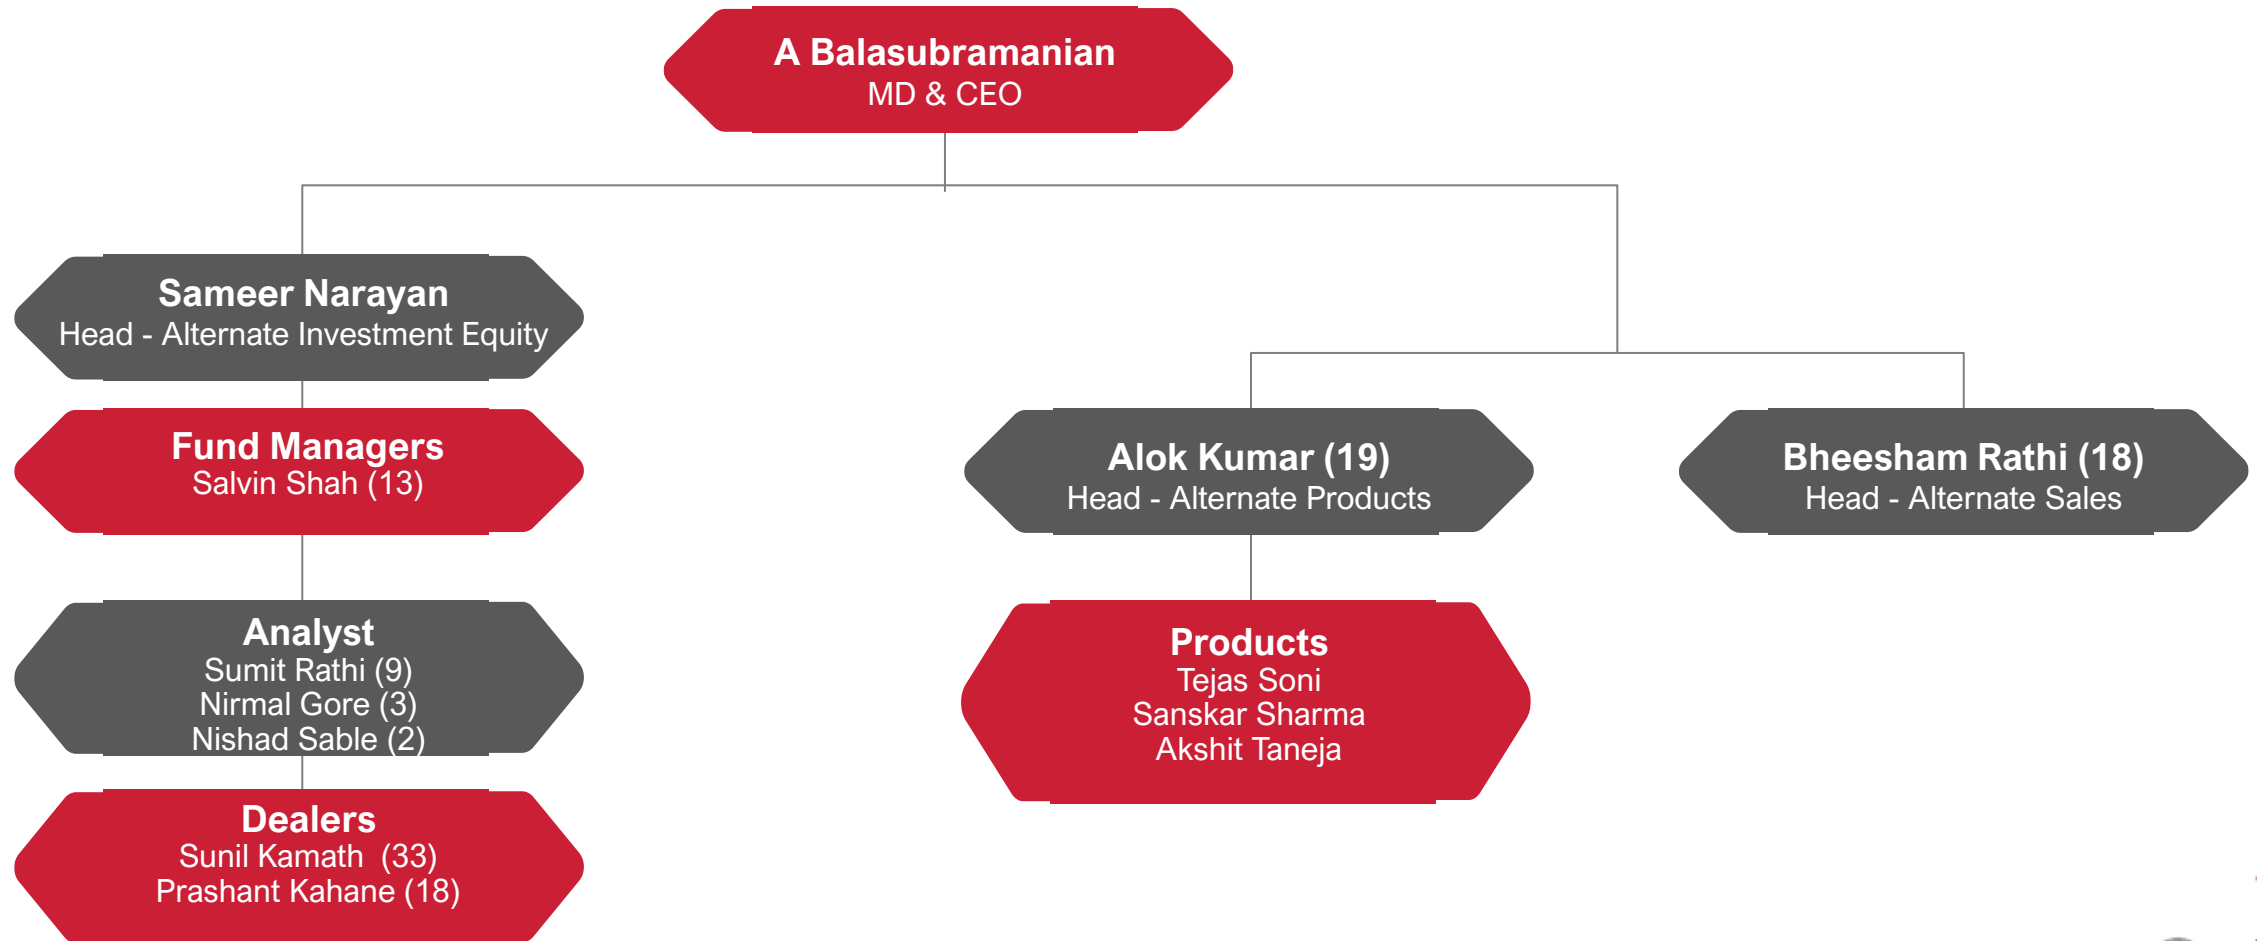 A Balasubramanian
MD & CEO
Sameer Narayan
Head - Alternate Investment Equity
Fund Managers
Salvin Shah (13)
Analyst
Sumit Rathi (9)
Nirmal Gore (3)
Nishad Sable (2)
Dealers
Sunil Kamath  (33)
Prashant Kahane (18)
Alok Kumar (19)
Head - Alternate Products
Products
Tejas Soni
Sanskar Sharma
Akshit Taneja
Bheesham Rathi (18)
Head - Alternate Sales